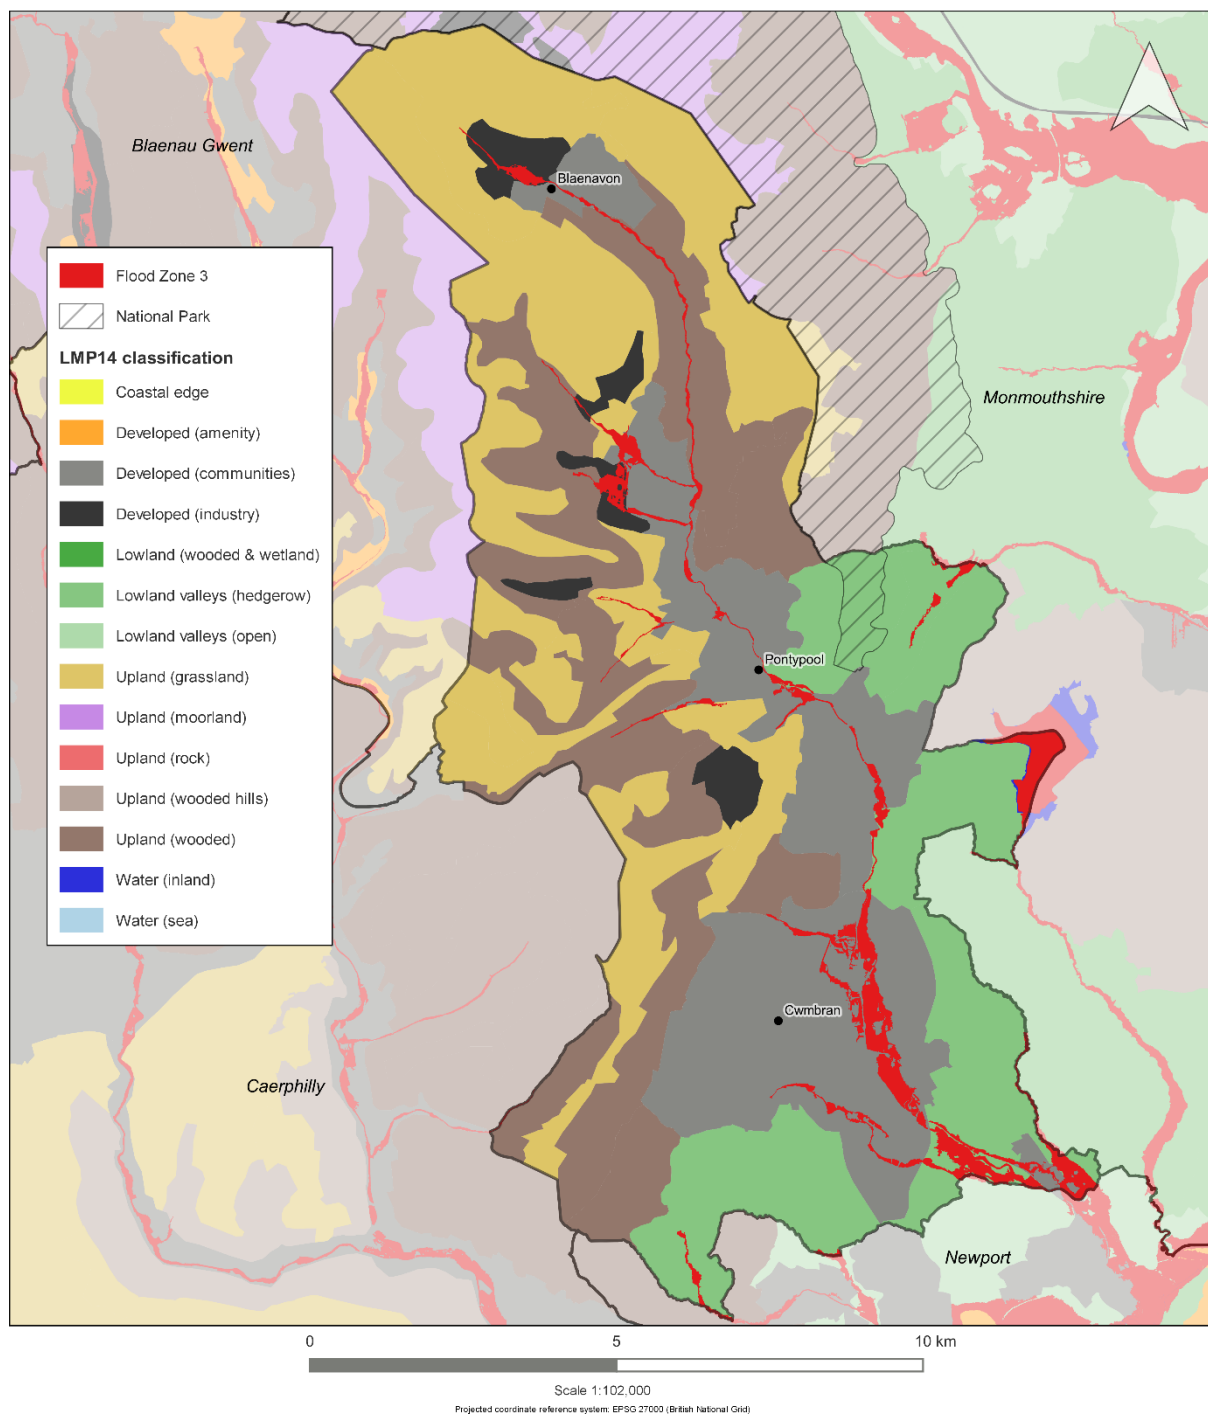 Blaenau Gwent
Blaenavon
Flood Zone 3
National Park
LMP14 classification
Coastal edge
Developed (amenity)
Developed (communities)
Developed (industry)
Lowland (wooded & wetland)
Lowland valleys (hedgerow)
Lowland valleys (open)
Upland (grassland)
Upland (moorland)
Upland (rock)
Upland (wooded hills)
Upland (wooded)
Water (inland)
Water (sea)
Monmouthshire
Pontypool
Cwmbran
Caerphilly
Newport
0 5 10 km
Scale 1:102,000
Projected coordinate reference system: EPSG 27000 (British National Grid)